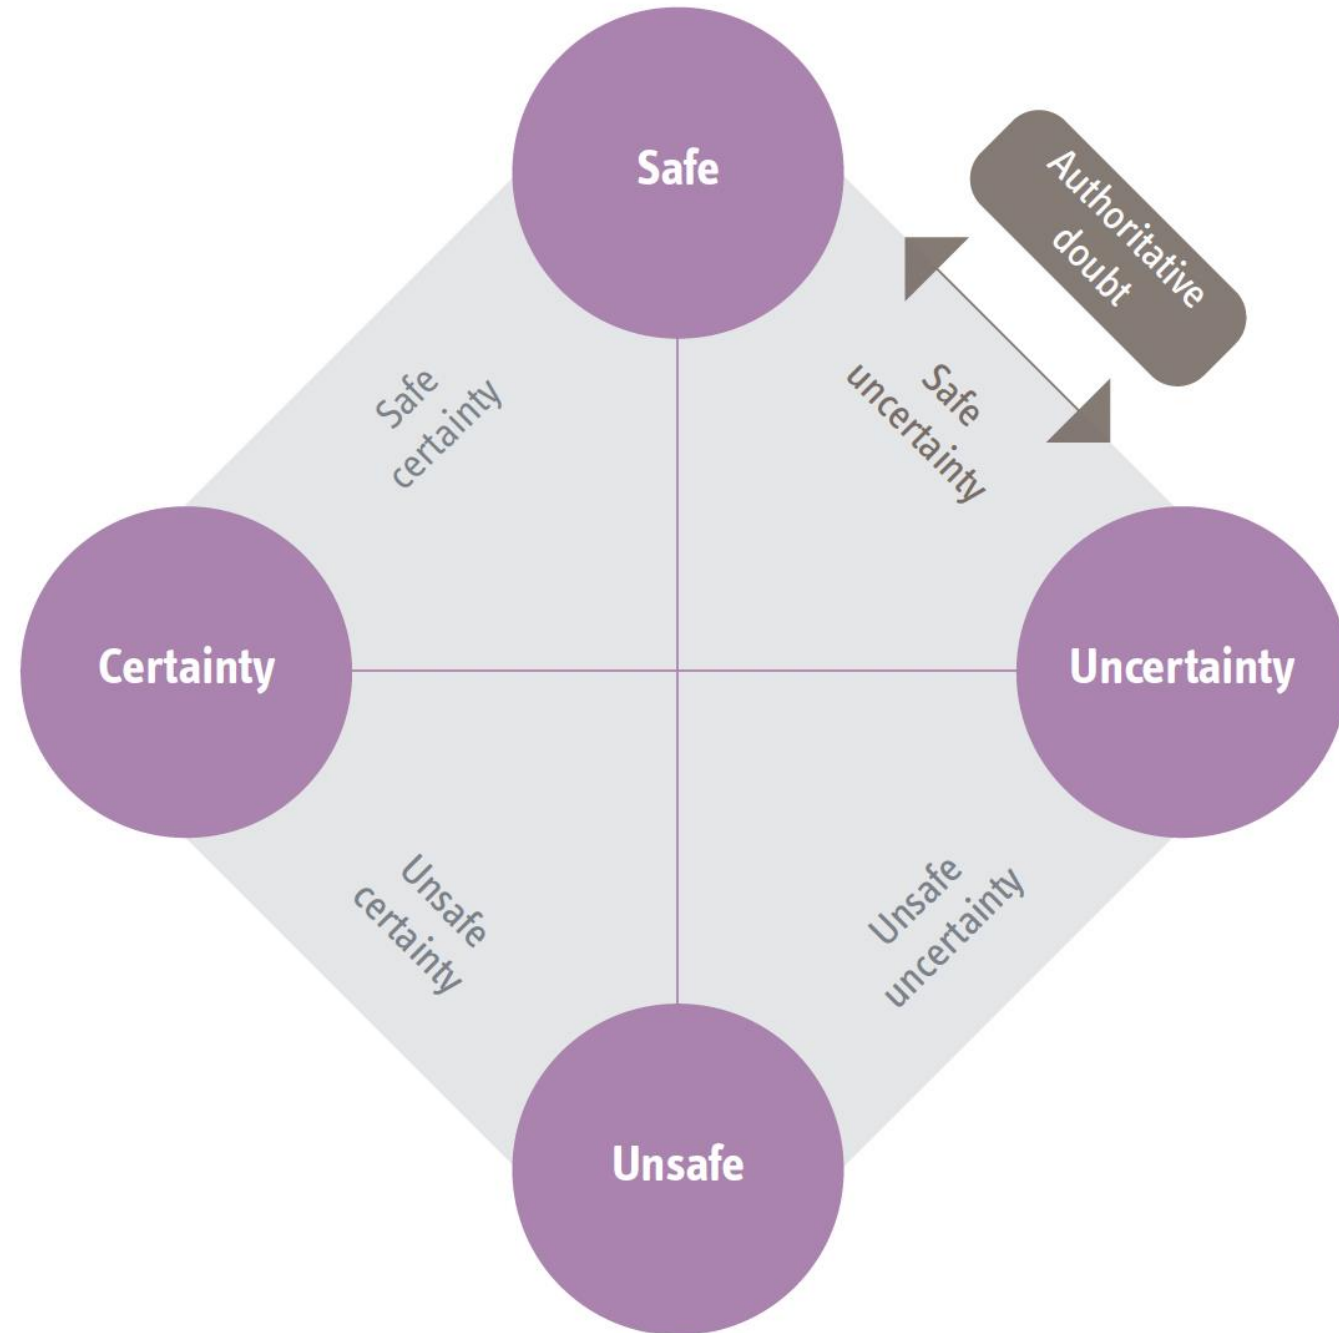 Safe
Authoritative
doubt
Safe
certainty
Safe
uncertainty
Certainty
Uncertainty
Unsafe
certainty
Unsafe
uncertainty
Unsafe